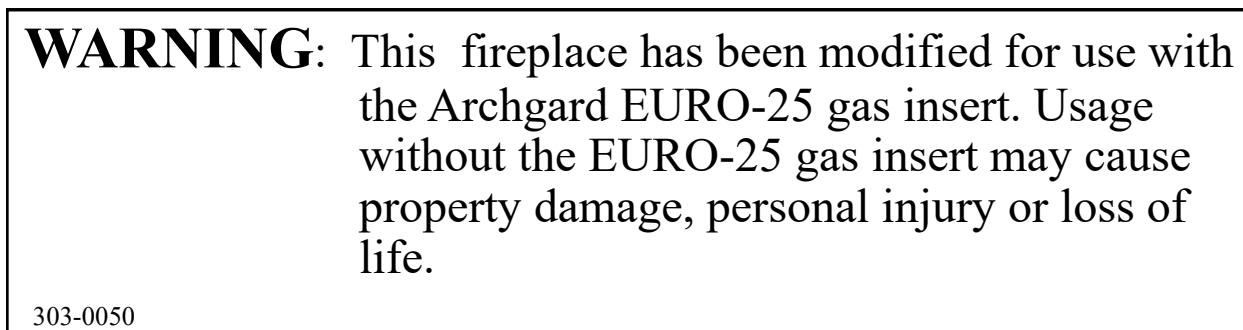 WARNING: This fireplace has been modified for use with
the Archgard EURO-25 gas insert. Usage
without the EURO-25 gas insert may cause
property damage, personal injury or loss of
life.
303-0050